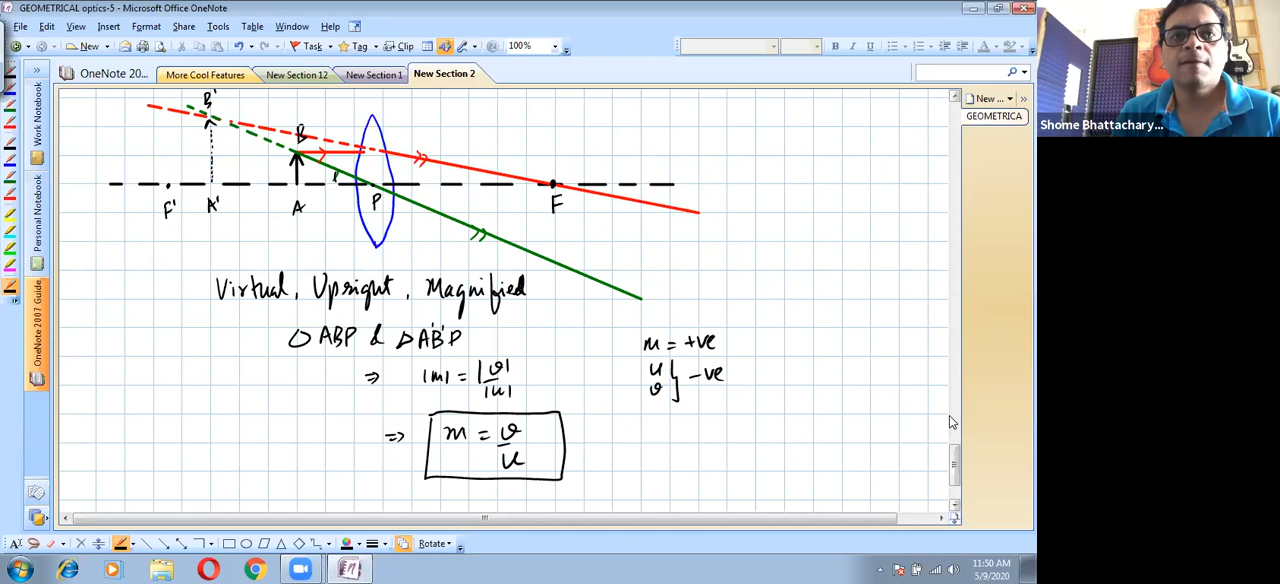 GEOMETRICAL optics-5 - Microsoft Office OneNote
File Edit View Insert Format Tools Table Window Help
New Task Tag Clip 100% B I U
OneNote 20... More Cool Features New Section 12 New Section 1 New Section 2
New ...
GEOMETRICA
Shome Bhattachary...
Work Notebook
Personal Notebook
OneNote 2007 Guide
B'
B
F' A' A P F
Virtual, Upright, Magnified
△ ABP & △ A'B'P
m = +ve
⇒ |m| = |v|/|u|
u v } -ve
⇒ m = v/u
Rotate
11:50 AM
5/9/2020